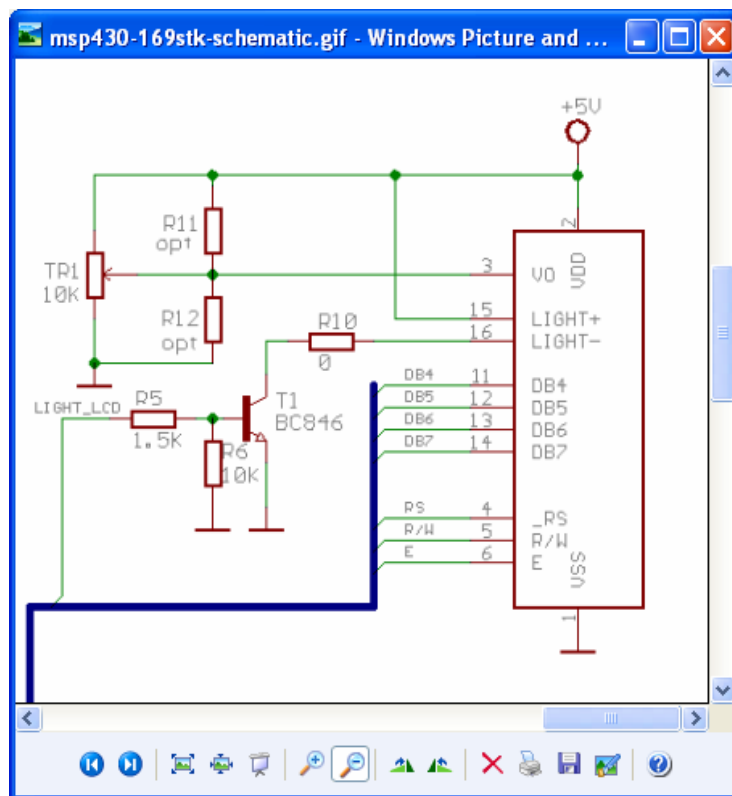 msp430-169stk-schematic.gif - Windows Picture and ...
+5V
R11
opt
TR1
10K
R12
opt
R10
0
LIGHT_LCD
R5
1.5K
T1
BC846
R6
10K
2
VDD
3
VO
15
LIGHT+
16
LIGHT-
DB4
11
DB4
DB5
12
DB5
DB6
13
DB6
DB7
14
DB7
RS
4
_RS
R/W
5
R/W
E
6
E
VSS
1